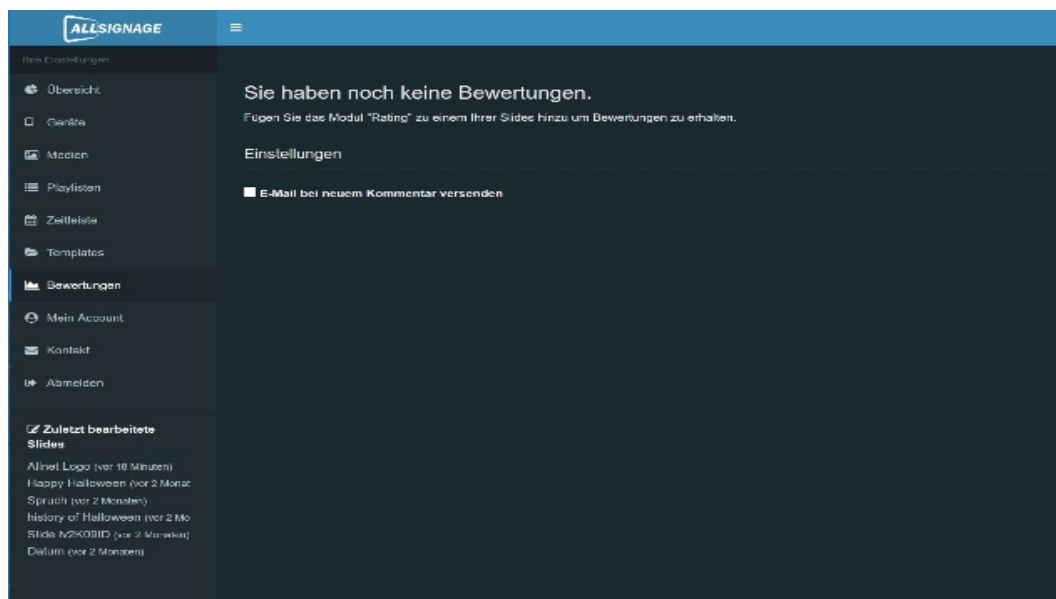 ALLSIGNAGE
Ihre Einstellungen
Übersicht
Geräte
Medien
Playlisten
Zeitleiste
Templates
Bewertungen
Mein Account
Kontakt
Abmelden
Zuletzt bearbeitete
Slides
Allnet Logo (vor 18 Minuten)
Happy Halloween (vor 2 Monat
Spruch (vor 2 Monaten)
history of Halloween (vor 2 Mo
Slide (vor 2 Monaten)
Datum (vor 2 Monaten)
Sie haben noch keine Bewertungen.
Fügen Sie das Modul "Rating" zu einem Ihrer Slides hinzu um Bewertungen zu erhalten.
Einstellungen
E-Mail bei neuem Kommentar versenden